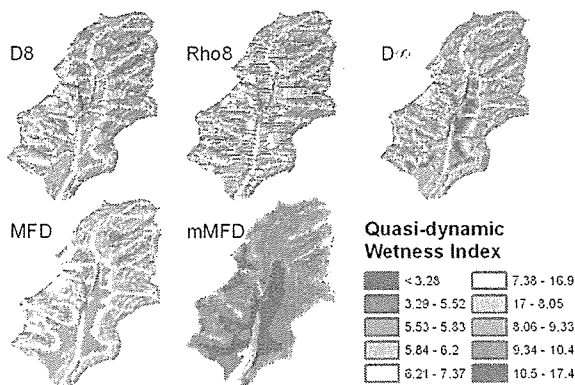 D8
Rho8
D∞
MFD
mMFD
Quasi-dynamic
Wetness Index
< 3.28
3.29 - 5.52
5.53 - 5.83
5.84 - 6.2
6.21 - 7.37
7.38 - 16.9
17 - 8.05
8.06 - 9.33
9.34 - 10.4
10.5 - 17.4